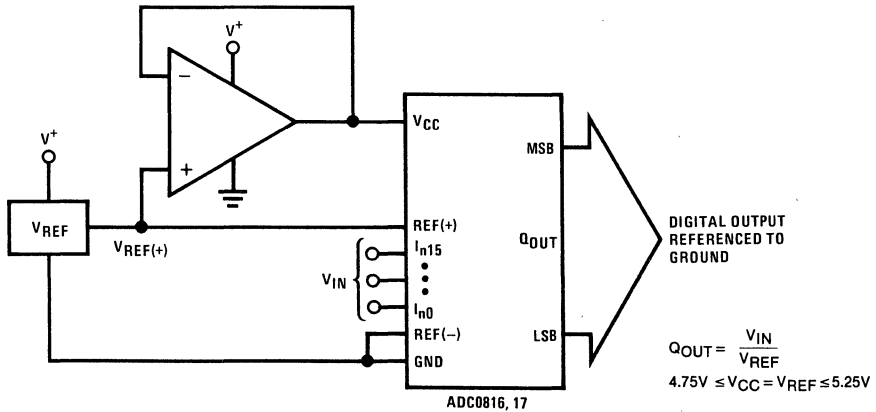 V+
−
+
V+
VREF
VREF(+)
VCC
REF(+)
In15
VIN
In0
REF(−)
GND
MSB
QOUT
LSB
ADC0816, 17
DIGITAL OUTPUT
REFERENCED TO
GROUND
QOUT = VIN / VREF
4.75V ≤ VCC = VREF ≤ 5.25V